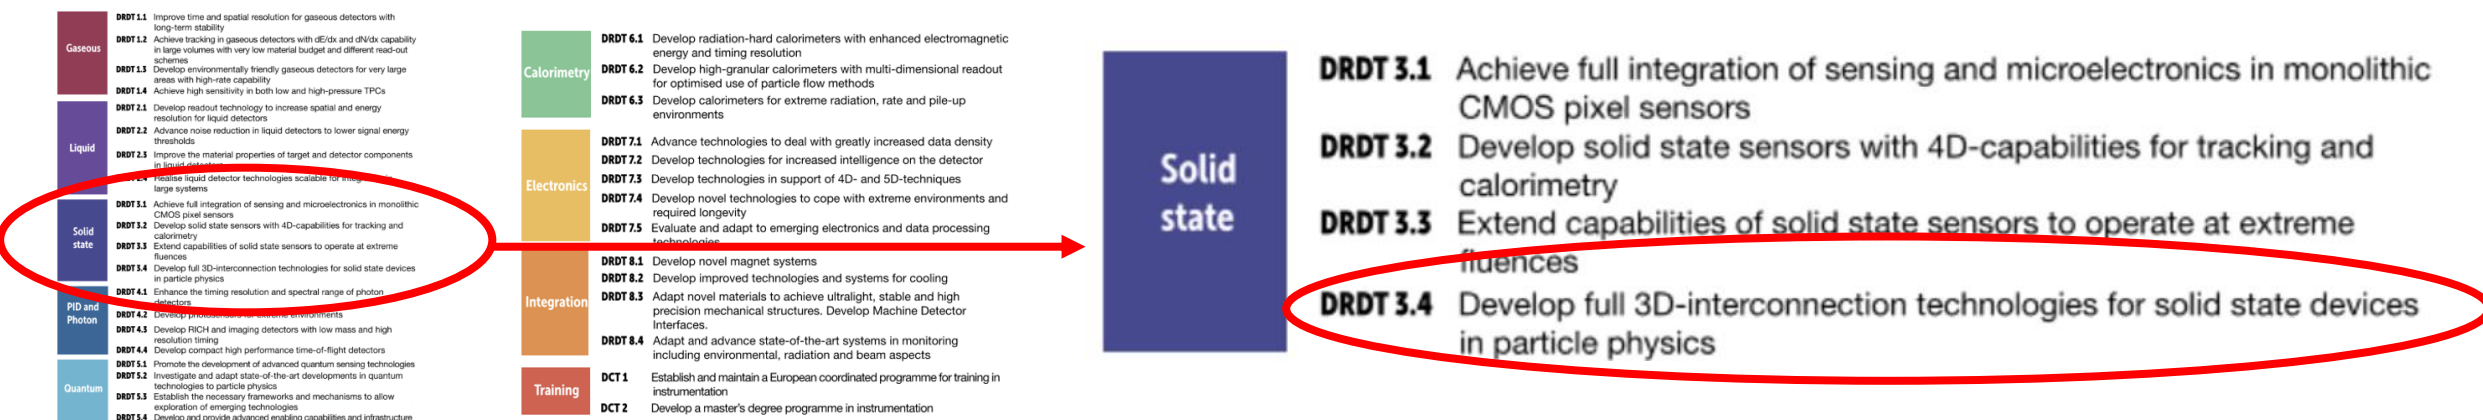 Gaseous
DRDT 1.1 Improve time and spatial resolution for gaseous detectors with
long-term stability
DRDT 1.2 Achieve tracking in gaseous detectors with dE/dx and dN/dx capability
in large volumes with very low material budget and different read-out
schemes
DRDT 1.3 Develop environmentally friendly gaseous detectors for very large
areas with high-rate capability
DRDT 1.4 Achieve high sensitivity in both low and high-pressure TPCs
Liquid
DRDT 2.1 Develop readout technology to increase spatial and energy
resolution for liquid detectors
DRDT 2.2 Advance noise reduction in liquid detectors to lower signal energy
thresholds
DRDT 2.3 Improve the material properties of target and detector components
in liquid detectors
Realise liquid detector technologies scalable for
large systems
Solid
state
DRDT 3.1 Achieve full integration of sensing and microelectronics in monolithic
CMOS pixel sensors
DRDT 3.2 Develop solid state sensors with 4D-capabilities for tracking and
calorimetry
DRDT 3.3 Extend capabilities of solid state sensors to operate at extreme
fluences
DRDT 3.4 Develop full 3D-interconnection technologies for solid state devices
in particle physics
PID and
Photon
DRDT 4.1 Enhance the timing resolution and spectral range of photon
detectors
DRDT 4.2 Develop photosensors for extreme environments
DRDT 4.3 Develop RICH and imaging detectors with low mass and high
resolution timing
DRDT 4.4 Develop compact high performance time-of-flight detectors
Quantum
DRDT 5.1 Promote the development of advanced quantum sensing technologies
DRDT 5.2 Investigate and adapt state-of-the-art developments in quantum
technologies to particle physics
DRDT 5.3 Establish the necessary frameworks and mechanisms to allow
exploration of emerging technologies
DRDT 5.4 Develop and provide advanced enabling capabilities and infrastructure
Calorimetry
DRDT 6.1 Develop radiation-hard calorimeters with enhanced electromagnetic
energy and timing resolution
DRDT 6.2 Develop high-granular calorimeters with multi-dimensional readout
for optimised use of particle flow methods
DRDT 6.3 Develop calorimeters for extreme radiation, rate and pile-up
environments
Electronics
DRDT 7.1 Advance technologies to deal with greatly increased data density
DRDT 7.2 Develop technologies for increased intelligence on the detector
DRDT 7.3 Develop technologies in support of 4D- and 5D-techniques
DRDT 7.4 Develop novel technologies to cope with extreme environments and
required longevity
DRDT 7.5 Evaluate and adapt to emerging electronics and data processing
technologies
Integration
DRDT 8.1 Develop novel magnet systems
DRDT 8.2 Develop improved technologies and systems for cooling
DRDT 8.3 Adapt novel materials to achieve ultralight, stable and high
precision mechanical structures. Develop Machine Detector
Interfaces.
DRDT 8.4 Adapt and advance state-of-the-art systems in monitoring
including environmental, radiation and beam aspects
Training
DCT 1 Establish and maintain a European coordinated programme for training in
instrumentation
DCT 2 Develop a master's degree programme in instrumentation
Solid
state
DRDT 3.1 Achieve full integration of sensing and microelectronics in monolithic
CMOS pixel sensors
DRDT 3.2 Develop solid state sensors with 4D-capabilities for tracking and
calorimetry
DRDT 3.3 Extend capabilities of solid state sensors to operate at extreme
fluences
DRDT 3.4 Develop full 3D-interconnection technologies for solid state devices
in particle physics